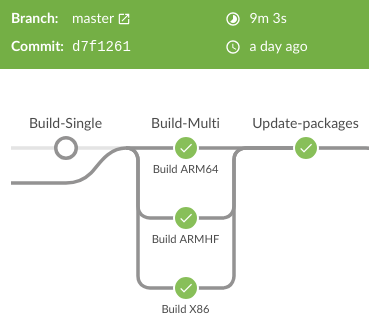 Branch: master 9m 3s
Commit: d7f1261 a day ago
Build-Single Build-Multi Update-packages
Build ARM64
Build ARMHF
Build X86